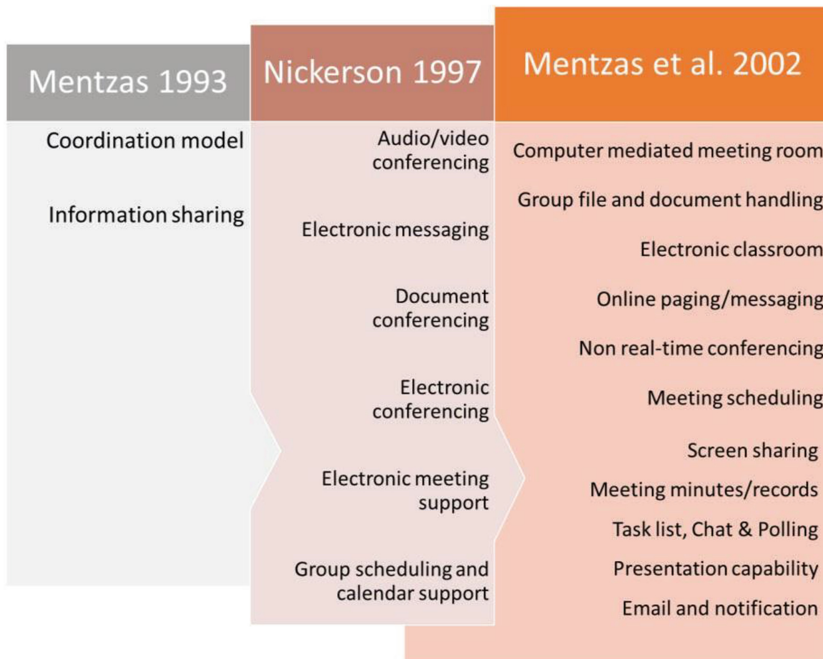 Mentzas 1993
Coordination model
Information sharing
Nickerson 1997
Audio/video
conferencing
Electronic messaging
Document
conferencing
Electronic
conferencing
Electronic meeting
support
Group scheduling and
calendar support
Mentzas et al. 2002
Computer mediated meeting room
Group file and document handling
Electronic classroom
Online paging/messaging
Non real-time conferencing
Meeting scheduling
Screen sharing
Meeting minutes/records
Task list, Chat & Polling
Presentation capability
Email and notification